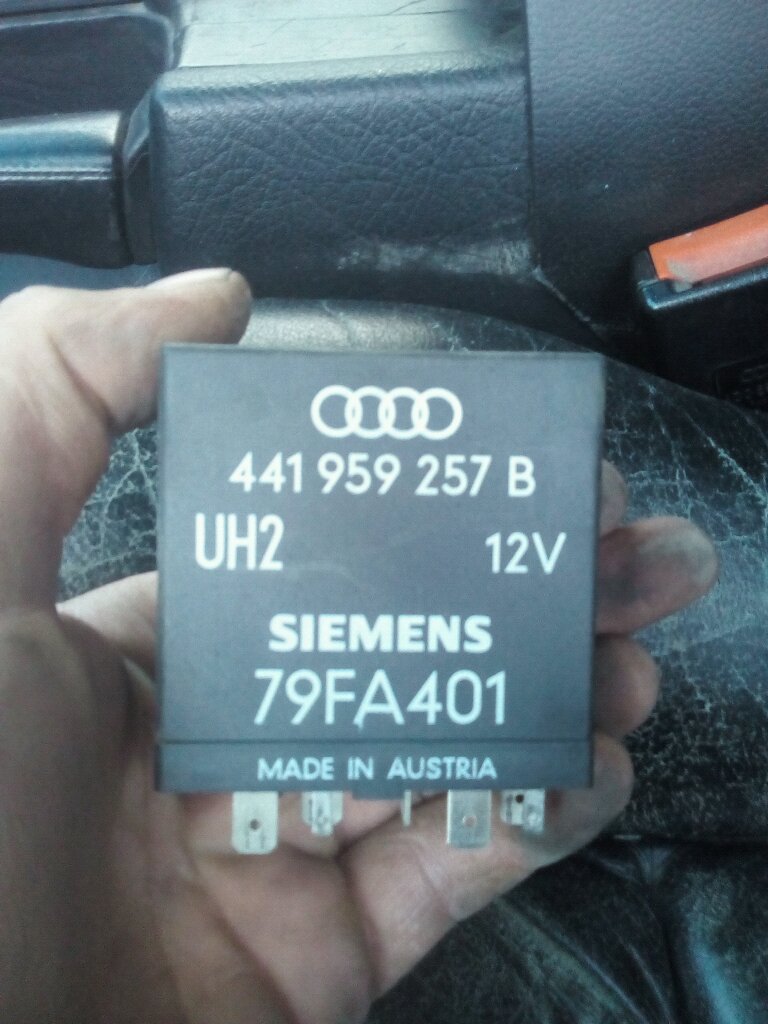 441 959 257 B
UH2 12V
SIEMENS
79FA401
MADE IN AUSTRIA